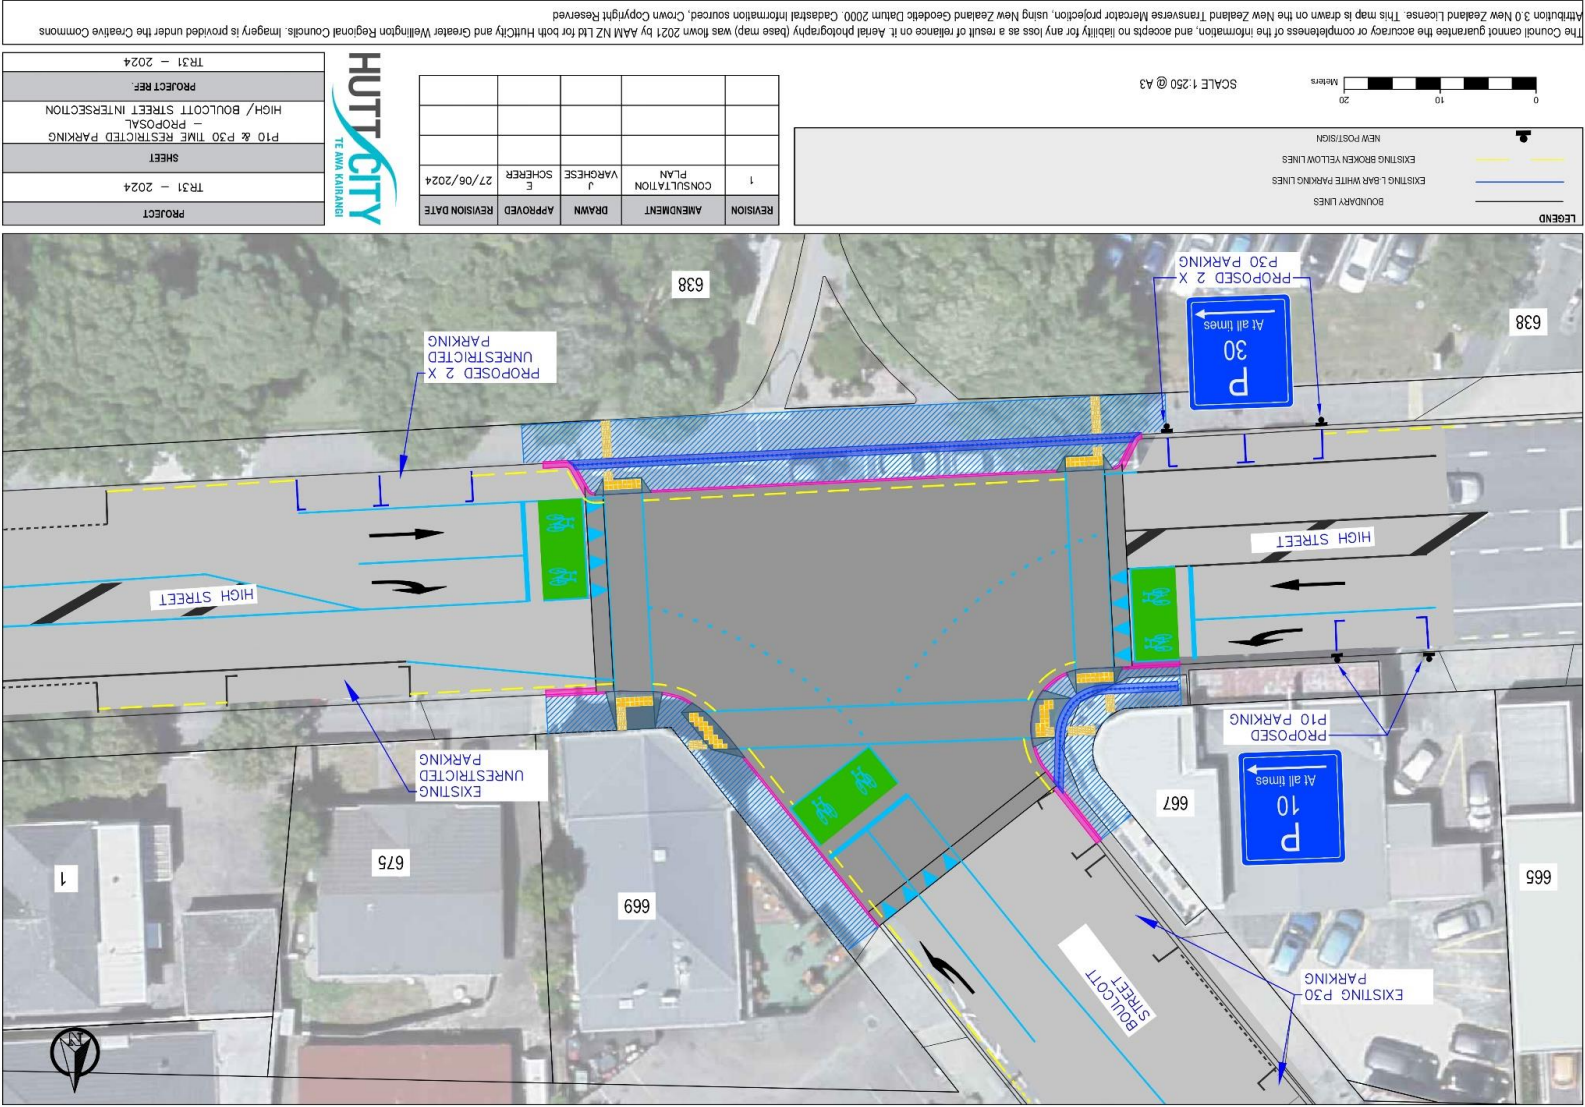 N
EXISTING P30
PARKING
BOULCOTT
STREET
665
669
675
1
P
10
At all times
667
PROPOSED
P10 PARKING
EXISTING
UNRESTRICTED
PARKING
HIGH STREET
HIGH STREET
P
30
At all times
638
PROPOSED 2 X
P30 PARKING
PROPOSED 2 X
UNRESTRICTED
PARKING
638
LEGEND
BOUNDARY LINES
EXISTING L-BAR WHITE PARKING LINES
EXISTING BROKEN YELLOW LINES
NEW POST/SIGN
0 10 20
Meters
SCALE 1:250 @ A3
REVISION AMENDMENT DRAWN APPROVED REVISION DATE
1 CONSULTATION PLAN J VARGHESE E SCHERER 27/06/2024
HUTT CITY
TE AWA KAIRANGI
PROJECT
TR31 – 2024
SHEET
P10 & P30 TIME RESTRICTED PARKING
– PROPOSAL
HIGH/ BOULCOTT STREET INTERSECTION
PROJECT REF.
TR31 – 2024
The Council cannot guarantee the accuracy or completeness of the information, and accepts no liability for any loss as a result of reliance on it. Aerial photography (base map) was flown 2021 by AAM NZ Ltd for both HuttCity and Greater Wellington Regional Councils. Imagery is provided under the Creative Commons
Attribution 3.0 New Zealand License. This map is drawn on the New Zealand Transverse Mercator projection, using New Zealand Geodetic Datum 2000. Cadastral Information sourced, Crown Copyright Reserved